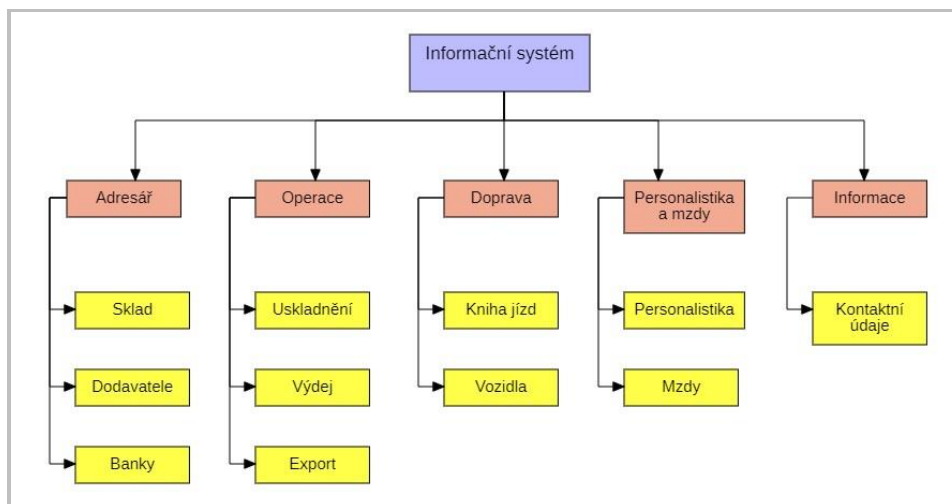 Informační systém
Adresář
Operace
Doprava
Personalistika
a mzdy
Informace
Sklad
Uskladnění
Kniha jízd
Personalistika
Kontaktní
údaje
Dodavatele
Výdej
Vozidla
Mzdy
Banky
Export